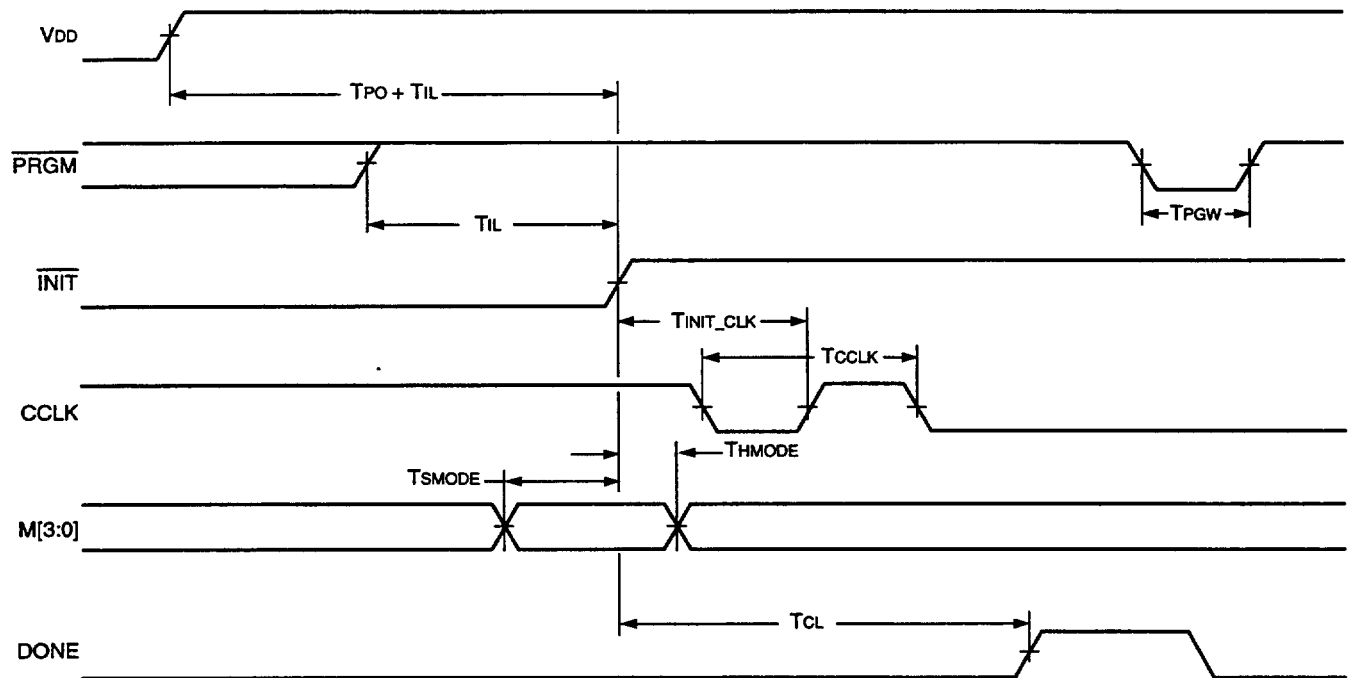 VDD
TPO + TIL
PRGM
TIL
TPGW
INIT
TINIT_CLK
TCCLK
CCLK
THMODE
TSMODE
M[3:0]
TCL
DONE